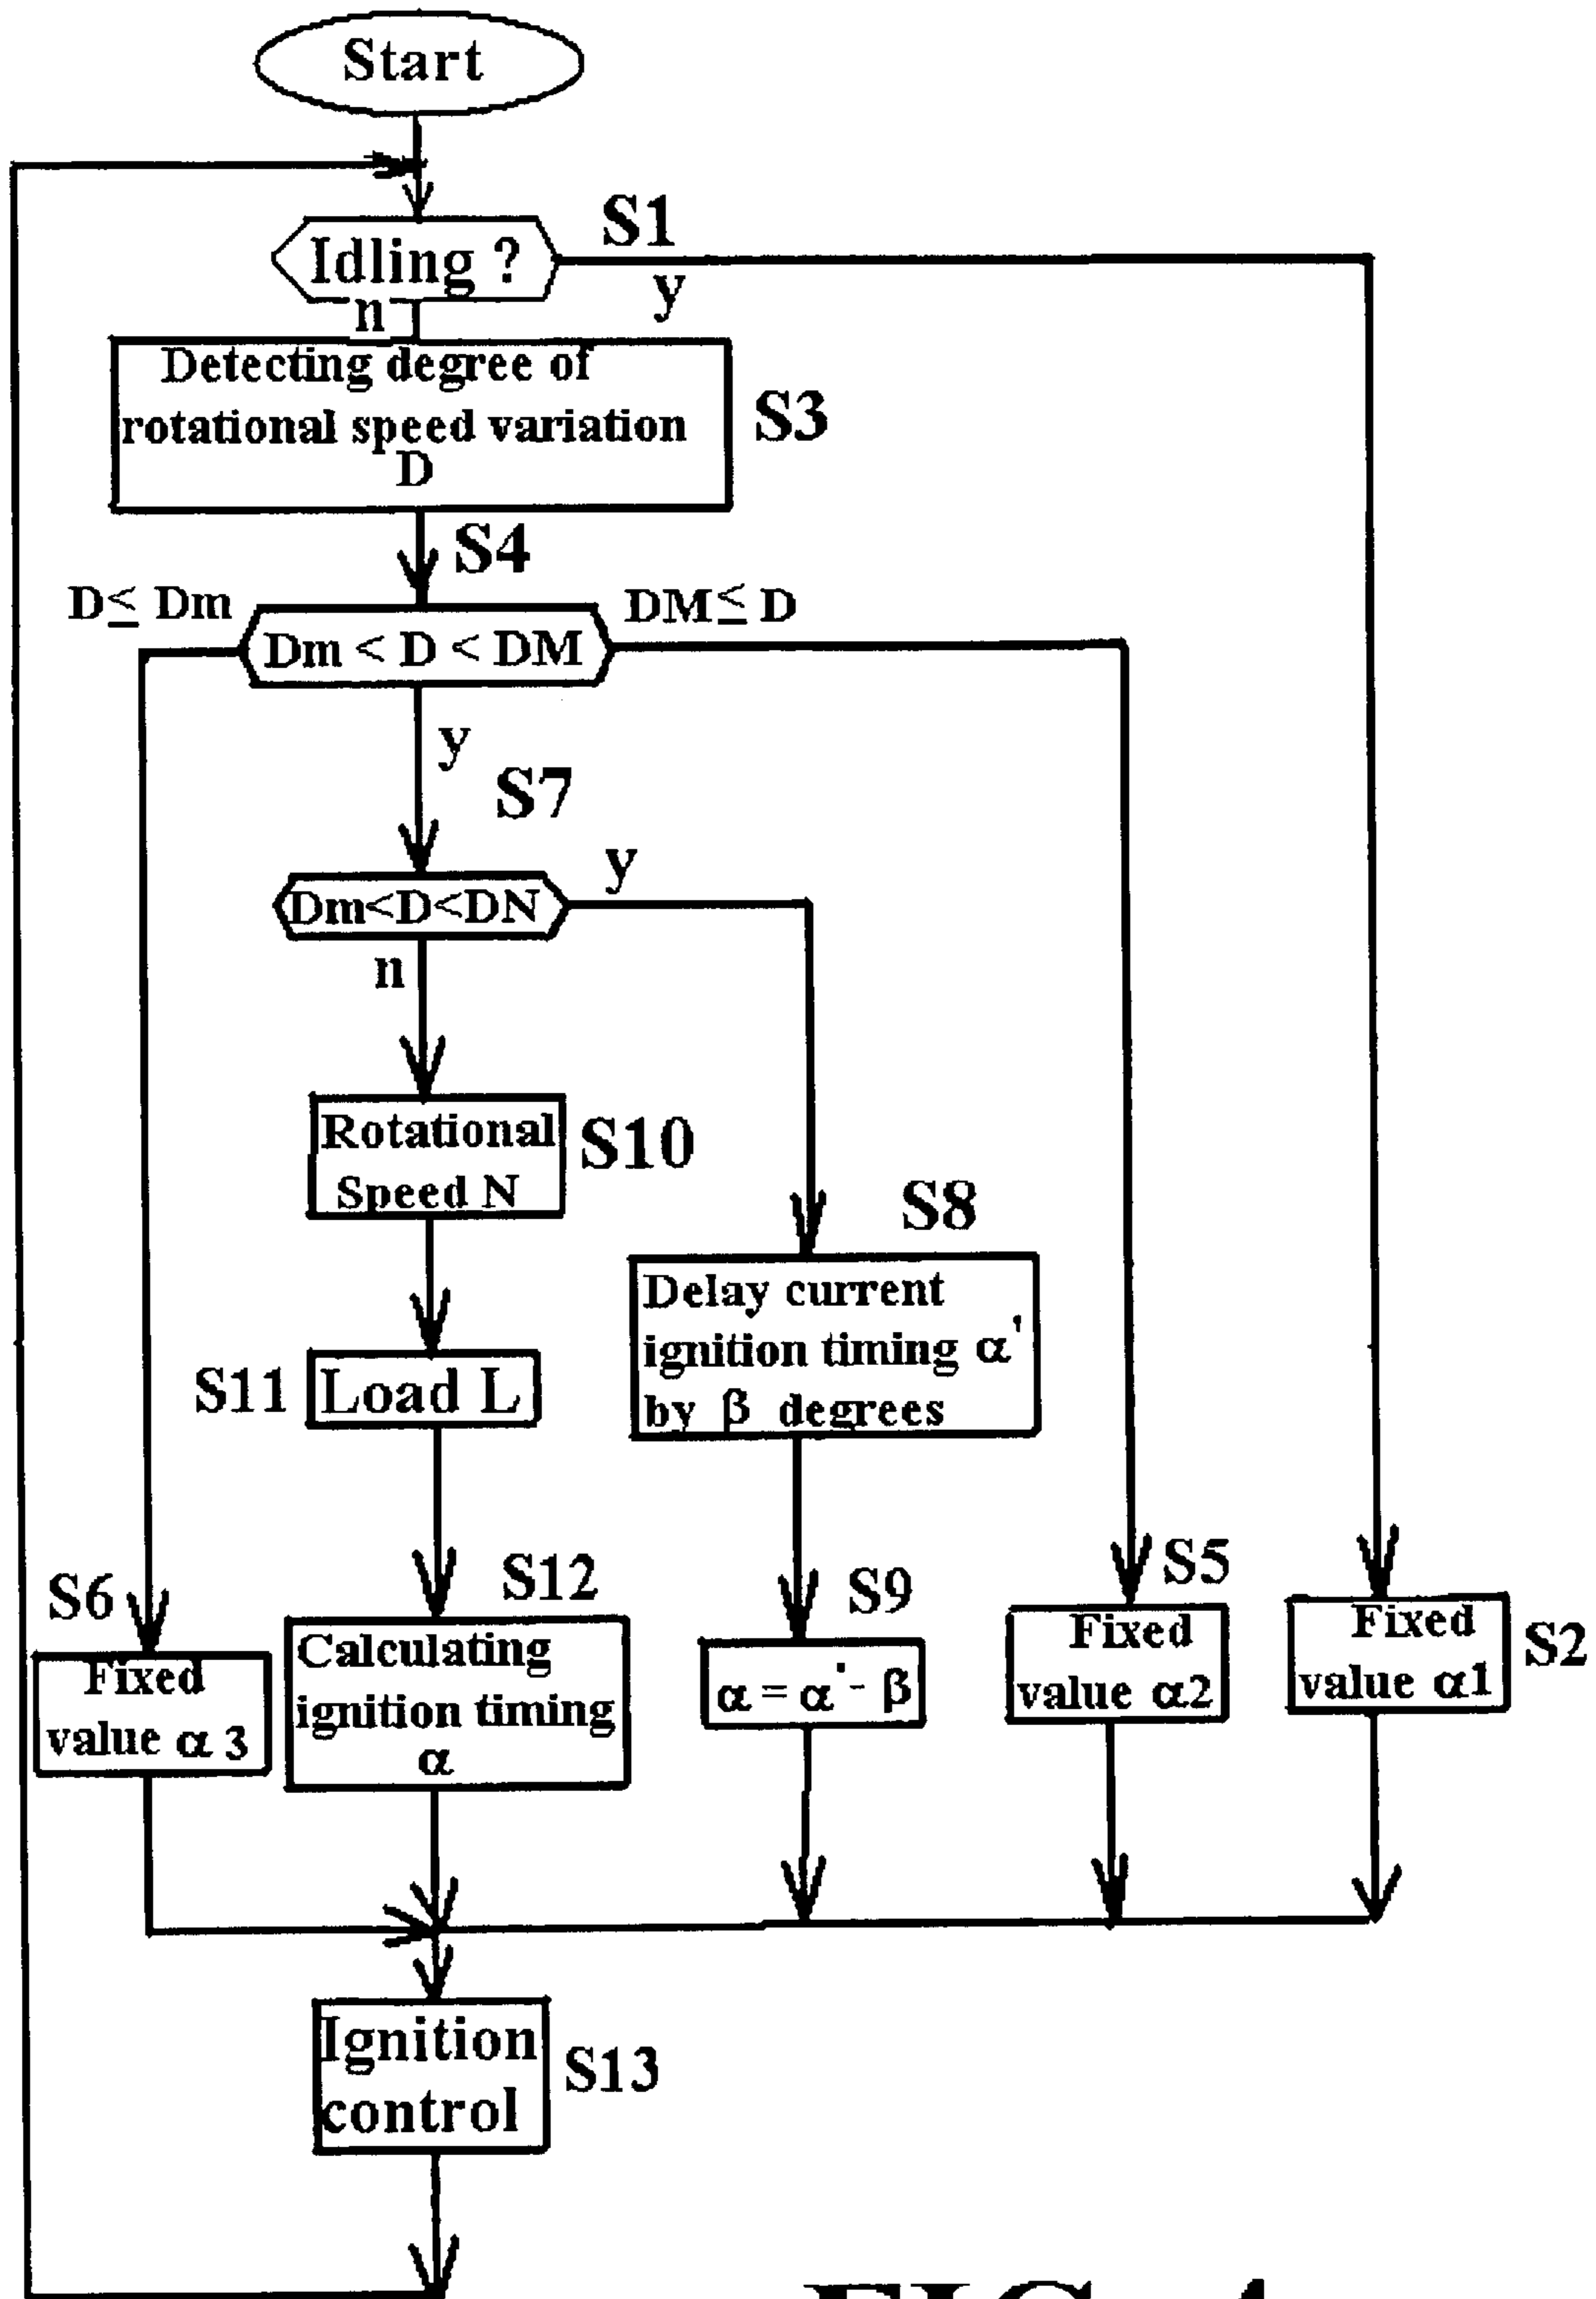 Start
S1
Idling ?
y
n
Detecting degree of
rotational speed variation
D
S3
S4
D≤ Dm
DM≤ D
Dm < D < DM
y
S7
y
Dm<D<DN
n
Rotational
Speed N
S10
S8
Delay current
ignition timing α'
by β degrees
S11
Load L
S12
S9
S5
S6
Fixed
value α 3
Calculating
ignition timing
α
α = α' - β
Fixed
value α2
Fixed
value α1
S2
Ignition
control
S13